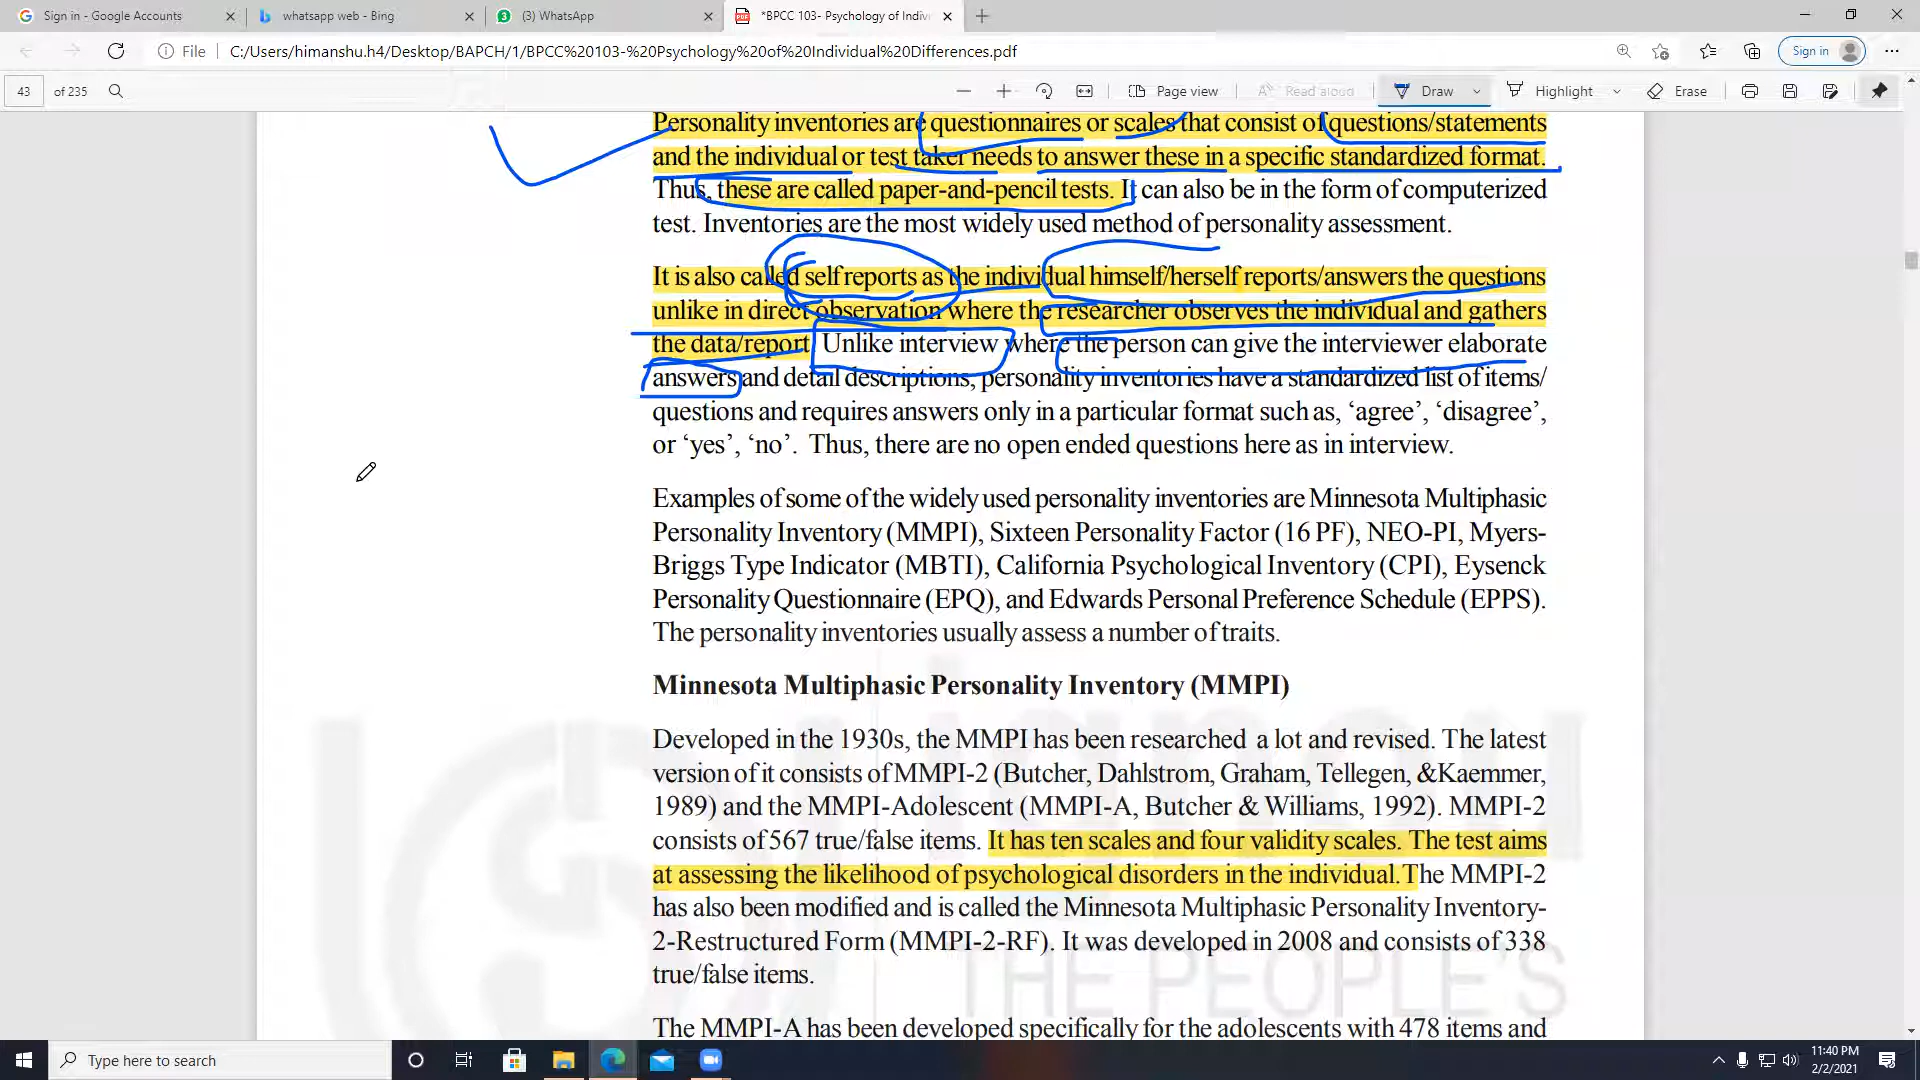 Sign in - Google Accounts
whatsapp web - Bing
(3) WhatsApp
*BPCC 103- Psychology of Indiv
File
C:/Users/himanshu.h4/Desktop/BAPCH/1/BPCC%20103-%20Psychology%20of%20Individual%20Differences.pdf
Sign in
43
of 235
Page view
Read aloud
Draw
Highlight
Erase
Personality inventories are questionnaires or scales that consist of questions/statements
and the individual or test taker needs to answer these in a specific standardized format.
Thus, these are called paper-and-pencil tests. It can also be in the form of computerized
test. Inventories are the most widely used method of personality assessment.
It is also called self reports as the individual himself/herself reports/answers the questions
unlike in direct observation where the researcher observes the individual and gathers
the data/report. Unlike interview where the person can give the interviewer elaborate
answers and detail descriptions, personality inventories have a standardized list of items/
questions and requires answers only in a particular format such as, ‘agree’, ‘disagree’,
or ‘yes’, ‘no’. Thus, there are no open ended questions here as in interview.
Examples of some of the widely used personality inventories are Minnesota Multiphasic
Personality Inventory (MMPI), Sixteen Personality Factor (16 PF), NEO-PI, Myers-
Briggs Type Indicator (MBTI), California Psychological Inventory (CPI), Eysenck
Personality Questionnaire (EPQ), and Edwards Personal Preference Schedule (EPPS).
The personality inventories usually assess a number of traits.
Minnesota Multiphasic Personality Inventory (MMPI)
Developed in the 1930s, the MMPI has been researched a lot and revised. The latest
version of it consists of MMPI-2 (Butcher, Dahlstrom, Graham, Tellegen, &Kaemmer,
1989) and the MMPI-Adolescent (MMPI-A, Butcher & Williams, 1992). MMPI-2
consists of 567 true/false items. It has ten scales and four validity scales. The test aims
at assessing the likelihood of psychological disorders in the individual.The MMPI-2
has also been modified and is called the Minnesota Multiphasic Personality Inventory-
2-Restructured Form (MMPI-2-RF). It was developed in 2008 and consists of 338
true/false items.
The MMPI-A has been developed specifically for the adolescents with 478 items and
ignou
THE PEOPLE'S
Type here to search
11:40 PM
2/2/2021